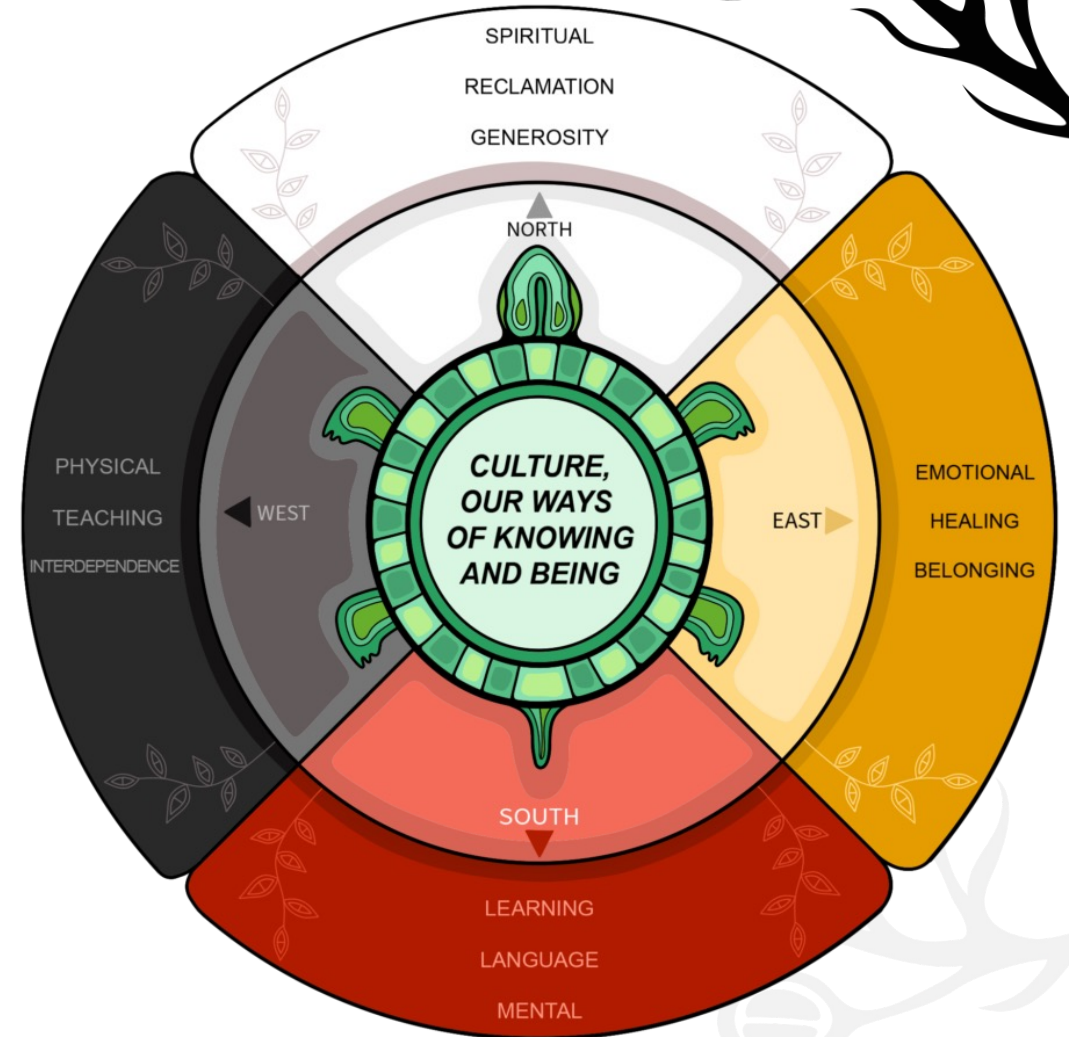 SPIRITUAL
RECLAMATION
GENEROSITY
NORTH
PHYSICAL
TEACHING
INTERDEPENDENCE
WEST
CULTURE,
OUR WAYS
OF KNOWING
AND BEING
EAST
EMOTIONAL
HEALING
BELONGING
SOUTH
LEARNING
LANGUAGE
MENTAL